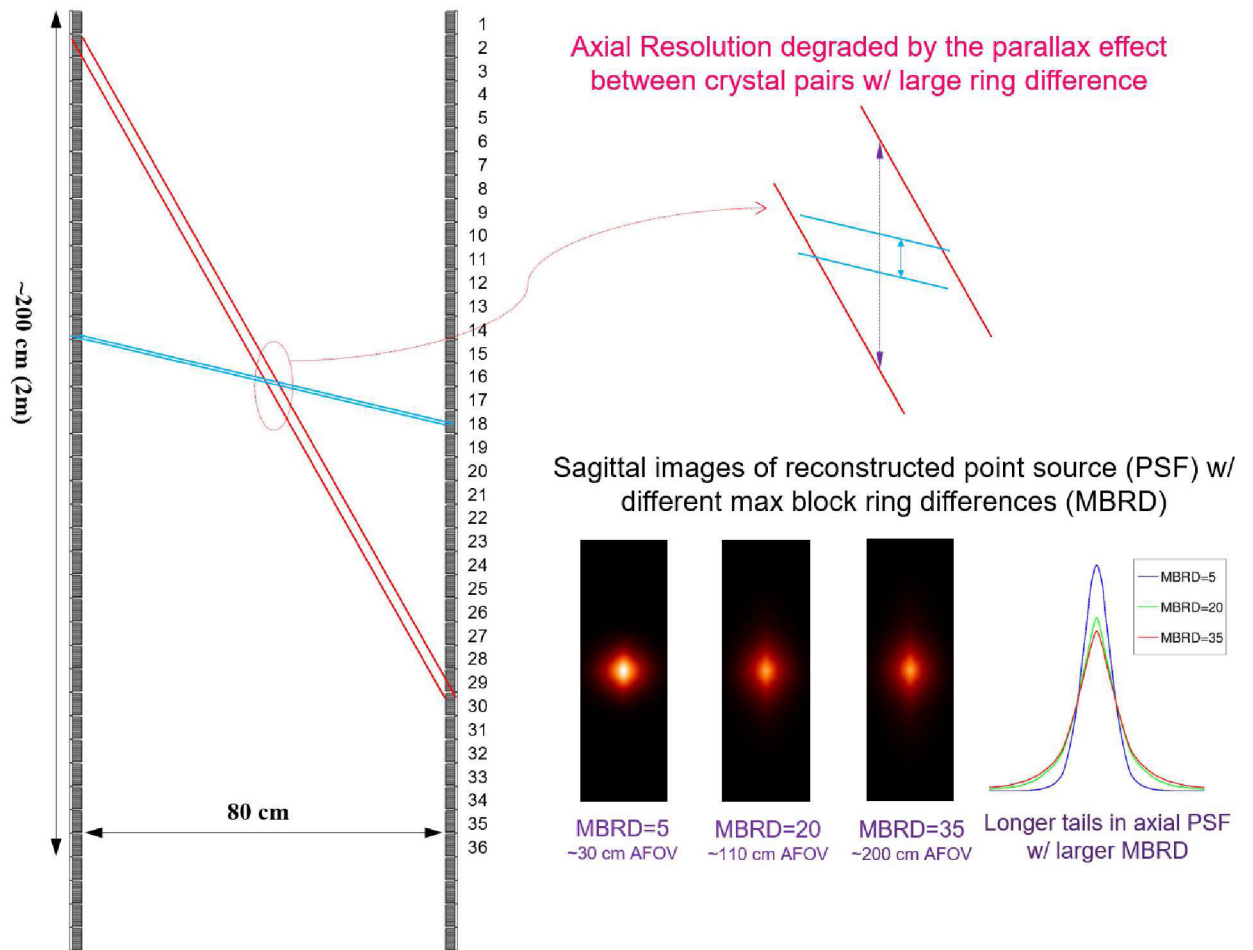 ~200 cm (2m)
1
2
3
4
5
6
7
8
9
10
11
12
13
14
15
16
17
18
19
20
21
22
23
24
25
26
27
28
29
30
31
32
33
34
35
36
80 cm
Axial Resolution degraded by the parallax effect
between crystal pairs w/ large ring difference
Sagittal images of reconstructed point source (PSF) w/
different max block ring differences (MBRD)
MBRD=5
~30 cm AFOV
MBRD=20
~110 cm AFOV
MBRD=35
~200 cm AFOV
MBRD=5
MBRD=20
MBRD=35
Longer tails in axial PSF
w/ larger MBRD